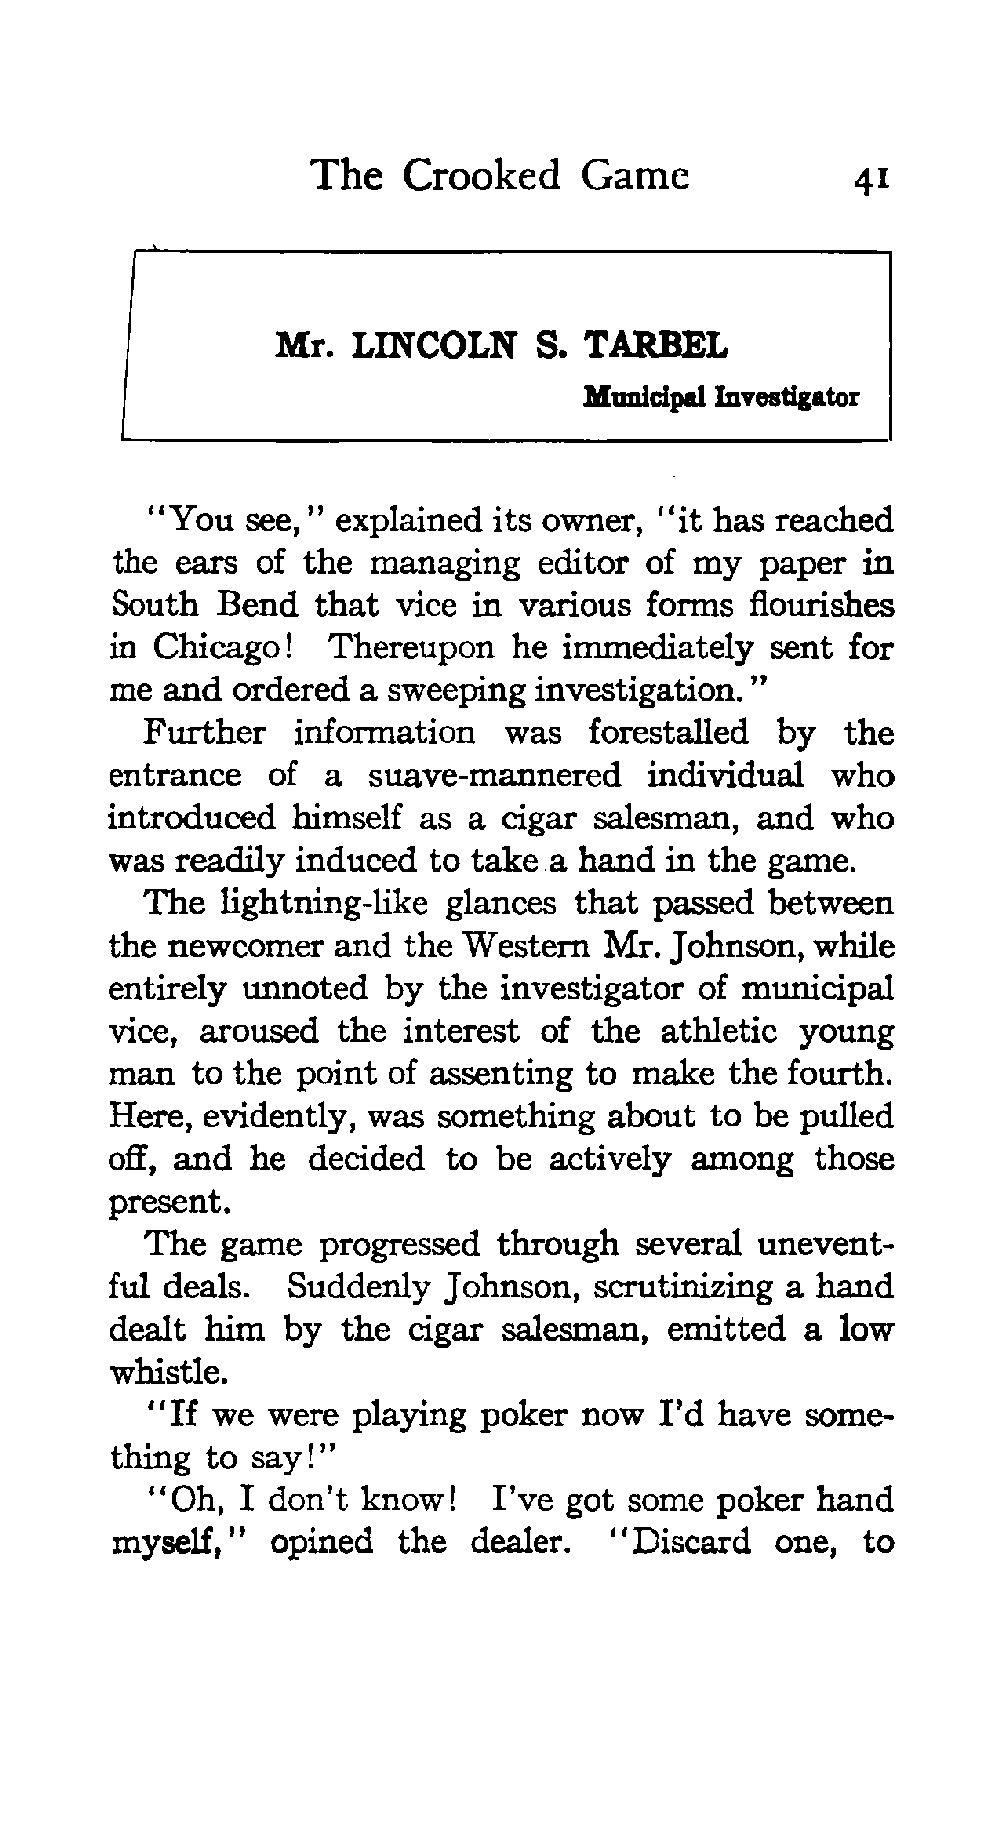 The Crooked Game 41
Mr. LINCOLN S. TARBEL
Municipal Investigator
"You see," explained its owner, "it has reached
the ears of the managing editor of my paper in
South Bend that vice in various forms flourishes
in Chicago! Thereupon he immediately sent for
me and ordered a sweeping investigation."
Further information was forestalled by the
entrance of a suave-mannered individual who
introduced himself as a cigar salesman, and who
was readily induced to take a hand in the game.
The lightning-like glances that passed between
the newcomer and the Western Mr. Johnson, while
entirely unnoted by the investigator of municipal
vice, aroused the interest of the athletic young
man to the point of assenting to make the fourth.
Here, evidently, was something about to be pulled
off, and he decided to be actively among those
present.
The game progressed through several unevent-
ful deals. Suddenly Johnson, scrutinizing a hand
dealt him by the cigar salesman, emitted a low
whistle.
"If we were playing poker now I'd have some-
thing to say!"
"Oh, I don't know! I've got some poker hand
myself," opined the dealer. "Discard one, to